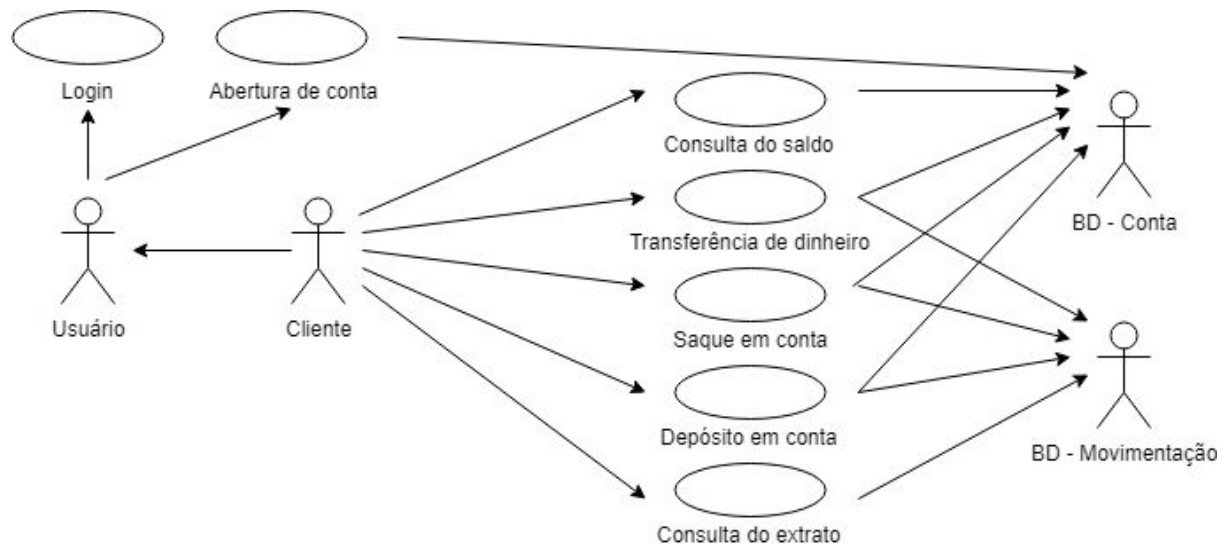 Login
Abertura de conta
Consulta do saldo
Transferência de dinheiro
BD - Conta
Usuário
Cliente
Saque em conta
Depósito em conta
BD - Movimentação
Consulta do extrato